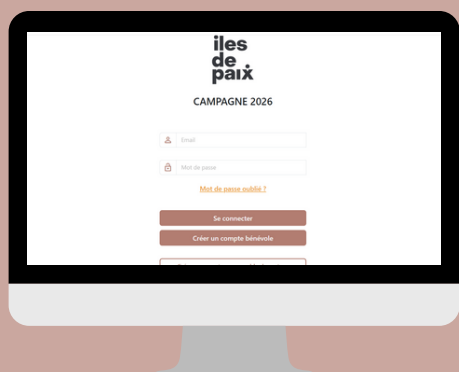 iles
de
paix
CAMPAGNE 2026
Email
Mot de passe
Mot de passe oublié ?
Se connecter
Créer un compte bénévole